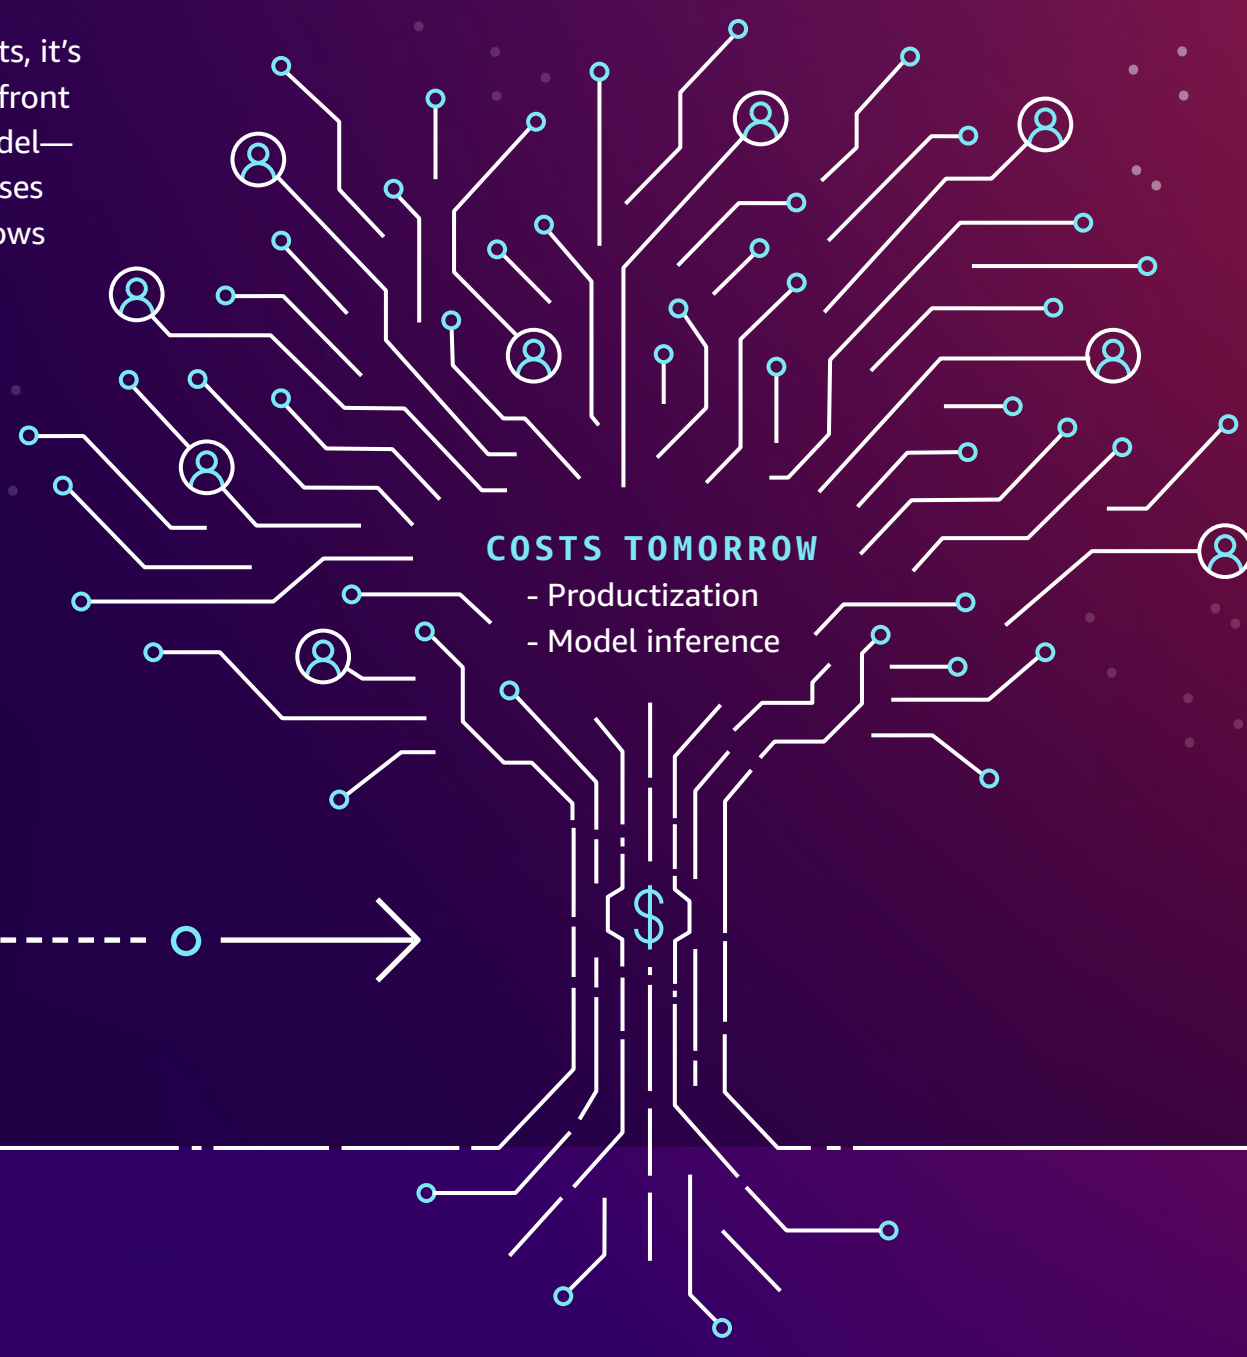 ts, it’s
front
del—
ses
ows
COSTS TOMORROW
- Productization
- Model inference
$